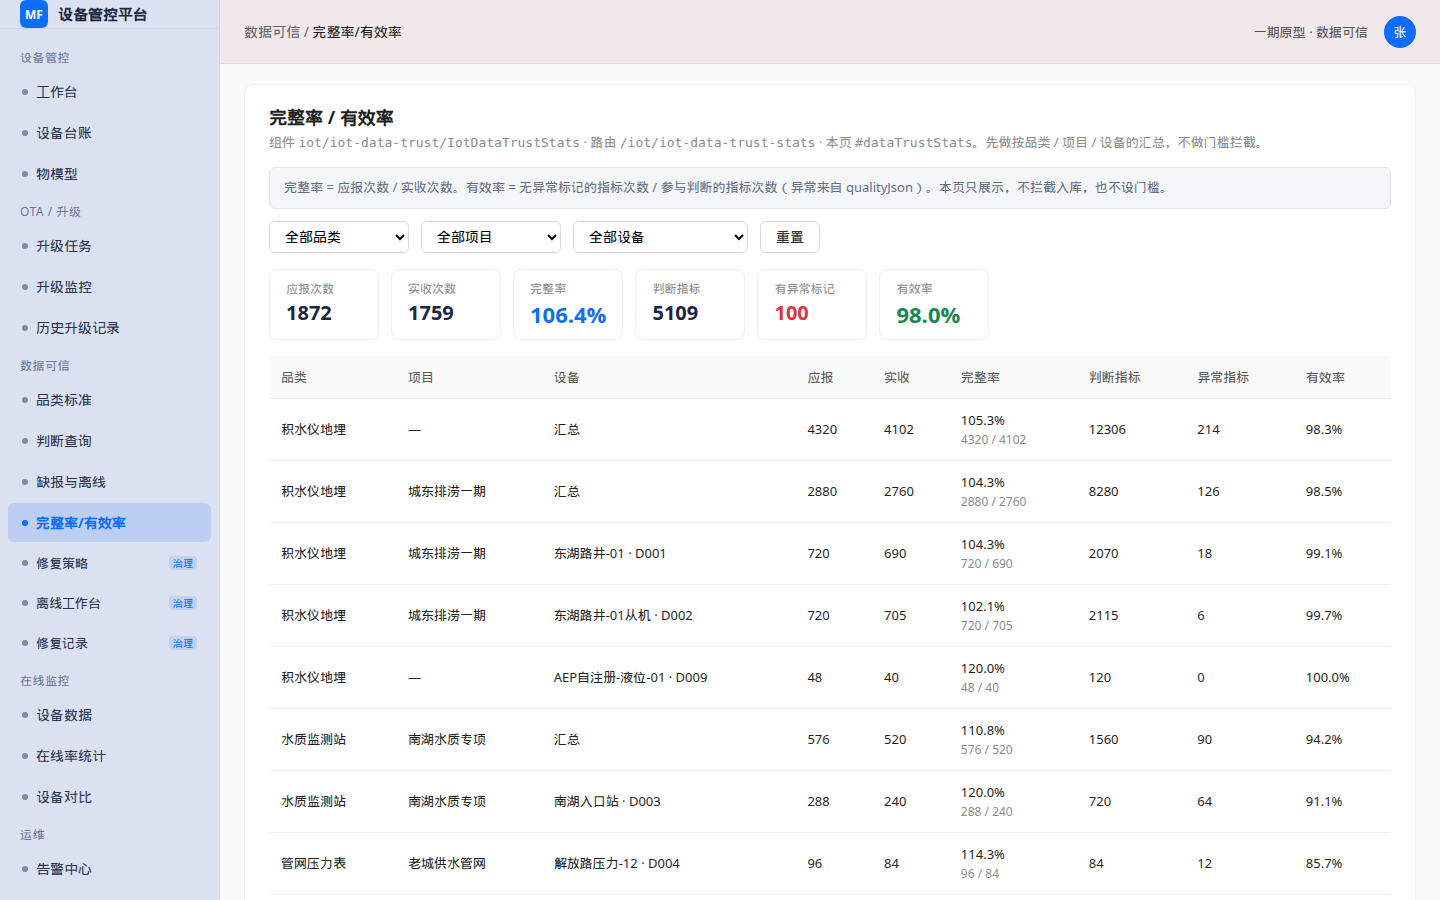 MF 设备管控平台
设备管控
工作台
设备台账
物模型
OTA / 升级
升级任务
升级监控
历史升级记录
数据可信
品类标准
判断查询
缺报与离线
完整率/有效率
修复策略 治理
离线工作台 治理
修复记录 治理
在线监控
设备数据
在线率统计
设备对比
运维
告警中心
数据可信 / 完整率/有效率
一期原型 · 数据可信 张
完整率 / 有效率
组件 iot/iot-data-trust/IotDataTrustStats · 路由 /iot/iot-data-trust-stats · 本页 #dataTrustStats。先做按品类 / 项目 / 设备的汇总，不做门槛拦截。
完整率 = 应报次数 / 实收次数。有效率 = 无异常标记的指标次数 / 参与判断的指标次数（异常来自 qualityJson）。本页只展示，不拦截入库，也不设门槛。
全部品类 全部项目 全部设备 重置
应报次数 实收次数 完整率 判断指标 有异常标记 有效率
1872 1759 106.4% 5109 100 98.0%
品类 项目 设备 应报 实收 完整率 判断指标 异常指标 有效率
积水仪地埋 — 汇总 4320 4102 105.3% 12306 214 98.3%
4320 / 4102
积水仪地埋 城东排涝一期 汇总 2880 2760 104.3% 8280 126 98.5%
2880 / 2760
积水仪地埋 城东排涝一期 东湖路井-01 · D001 720 690 104.3% 2070 18 99.1%
720 / 690
积水仪地埋 城东排涝一期 东湖路井-01从机 · D002 720 705 102.1% 2115 6 99.7%
720 / 705
积水仪地埋 — AEP自注册-液位-01 · D009 48 40 120.0% 120 0 100.0%
48 / 40
水质监测站 南湖水质专项 汇总 576 520 110.8% 1560 90 94.2%
576 / 520
水质监测站 南湖水质专项 南湖入口站 · D003 288 240 120.0% 720 64 91.1%
288 / 240
管网压力表 老城供水管网 解放路压力-12 · D004 96 84 114.3% 84 12 85.7%
96 / 84